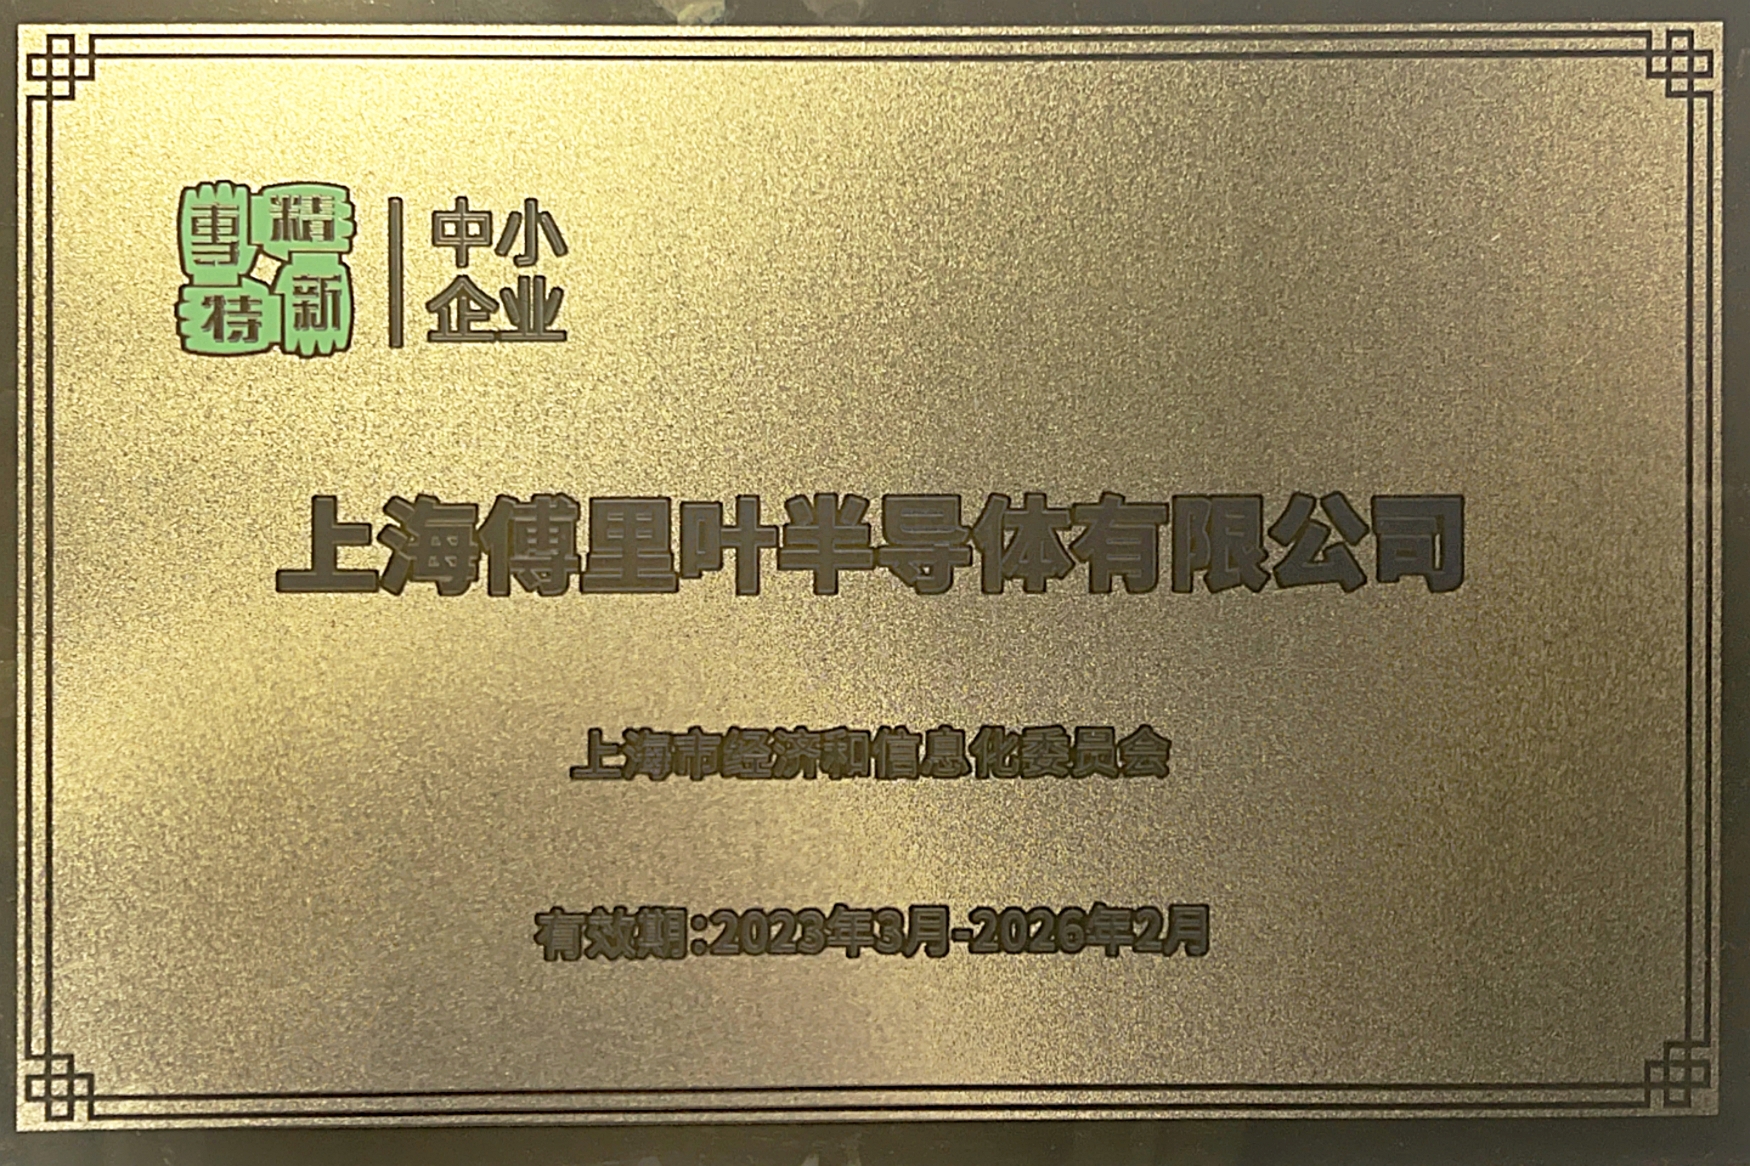 專精特新
中小
企业
上海傅里叶半导体有限公司
上海市经济和信息化委员会
有效期:2023年3月-2026年2月